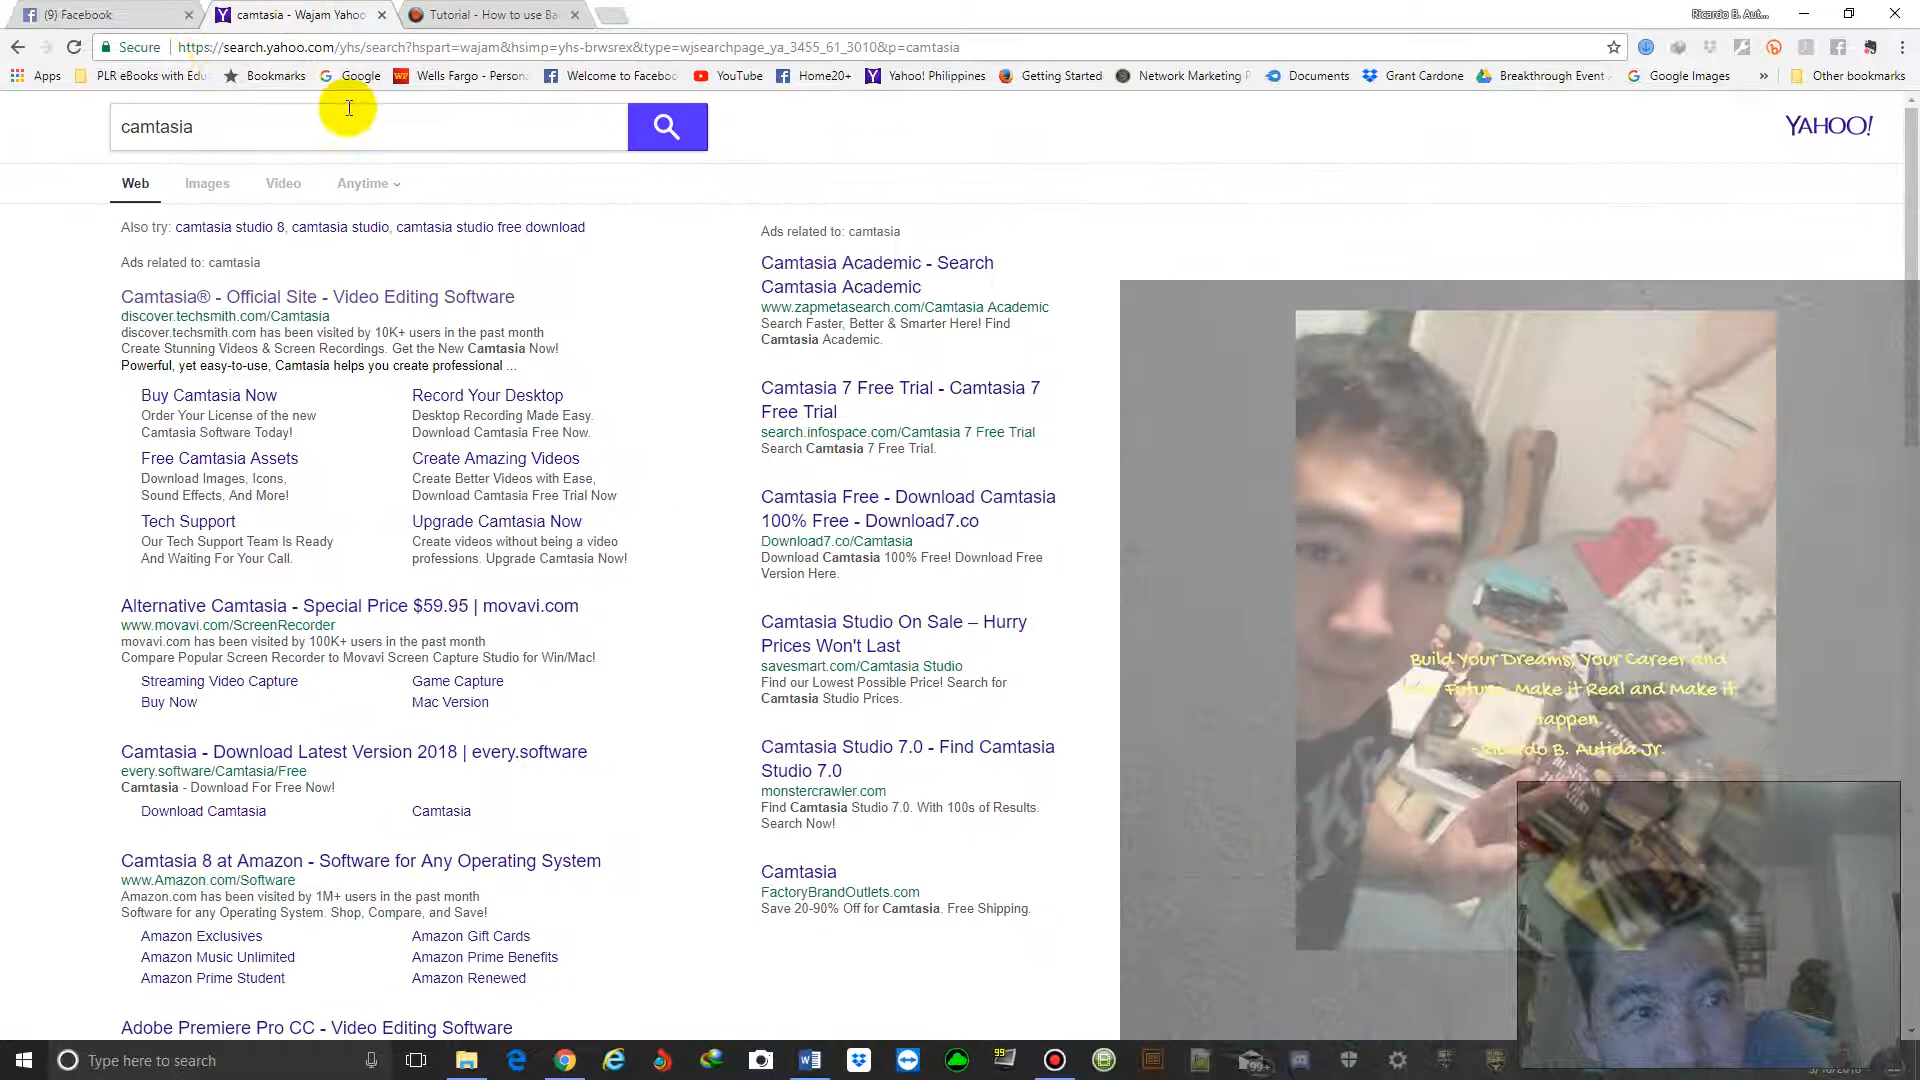 (9) Facebook
camtasia - Wajam Yahoo
Tutorial - How to use Ba
Ricardo B. Aut...
Secure
https://search.yahoo.com/yhs/search?hspart=wajam&hsimp=yhs-brwsrex&type=wjsearchpage_ya_3455_61_3010&p=camtasia
Apps
PLR eBooks with Edu
Bookmarks
Google
Wells Fargo - Persona
Welcome to Faceboo
YouTube
Home20+
Yahoo! Philippines
Getting Started
Network Marketing P
Documents
Grant Cardone
Breakthrough Event
Google Images
»
Other bookmarks
camtasia
YAHOO!
Web Images Video Anytime
Also try: camtasia studio 8, camtasia studio, camtasia studio free download
Ads related to: camtasia
Camtasia® - Official Site - Video Editing Software
discover.techsmith.com/Camtasia
discover.techsmith.com has been visited by 10K+ users in the past month
Create Stunning Videos & Screen Recordings. Get the New Camtasia Now!
Powerful, yet easy-to-use, Camtasia helps you create professional ...
Buy Camtasia Now
Order Your License of the new
Camtasia Software Today!
Record Your Desktop
Desktop Recording Made Easy.
Download Camtasia Free Now.
Free Camtasia Assets
Download Images, Icons,
Sound Effects, And More!
Create Amazing Videos
Create Better Videos with Ease,
Download Camtasia Free Trial Now
Tech Support
Our Tech Support Team Is Ready
And Waiting For Your Call.
Upgrade Camtasia Now
Create videos without being a video
professions. Upgrade Camtasia Now!
Alternative Camtasia - Special Price $59.95 | movavi.com
www.movavi.com/ScreenRecorder
movavi.com has been visited by 100K+ users in the past month
Compare Popular Screen Recorder to Movavi Screen Capture Studio for Win/Mac!
Streaming Video Capture
Game Capture
Buy Now
Mac Version
Camtasia - Download Latest Version 2018 | every.software
every.software/Camtasia/Free
Camtasia - Download For Free Now!
Download Camtasia
Camtasia
Camtasia 8 at Amazon - Software for Any Operating System
www.Amazon.com/Software
Amazon.com has been visited by 1M+ users in the past month
Software for any Operating System. Shop, Compare, and Save!
Amazon Exclusives
Amazon Gift Cards
Amazon Music Unlimited
Amazon Prime Benefits
Amazon Prime Student
Amazon Renewed
Adobe Premiere Pro CC - Video Editing Software
Ads related to: camtasia
Camtasia Academic - Search
Camtasia Academic
www.zapmetasearch.com/Camtasia Academic
Search Faster, Better & Smarter Here! Find
Camtasia Academic.
Camtasia 7 Free Trial - Camtasia 7
Free Trial
search.infospace.com/Camtasia 7 Free Trial
Search Camtasia 7 Free Trial.
Camtasia Free - Download Camtasia
100% Free - Download7.co
Download7.co/Camtasia
Download Camtasia 100% Free! Download Free
Version Here.
Camtasia Studio On Sale – Hurry
Prices Won't Last
savesmart.com/Camtasia Studio
Find our Lowest Possible Price! Search for
Camtasia Studio Prices.
Camtasia Studio 7.0 - Find Camtasia
Studio 7.0
monstercrawler.com
Find Camtasia Studio 7.0. With 100s of Results.
Search Now!
Camtasia
FactoryBrandOutlets.com
Save 20-90% Off for Camtasia. Free Shipping.
Build Your Dreams, Your Career and
Future. Make it Real and Make it
Happen.
- Ricardo B. Autida Jr.
Type here to search
99+